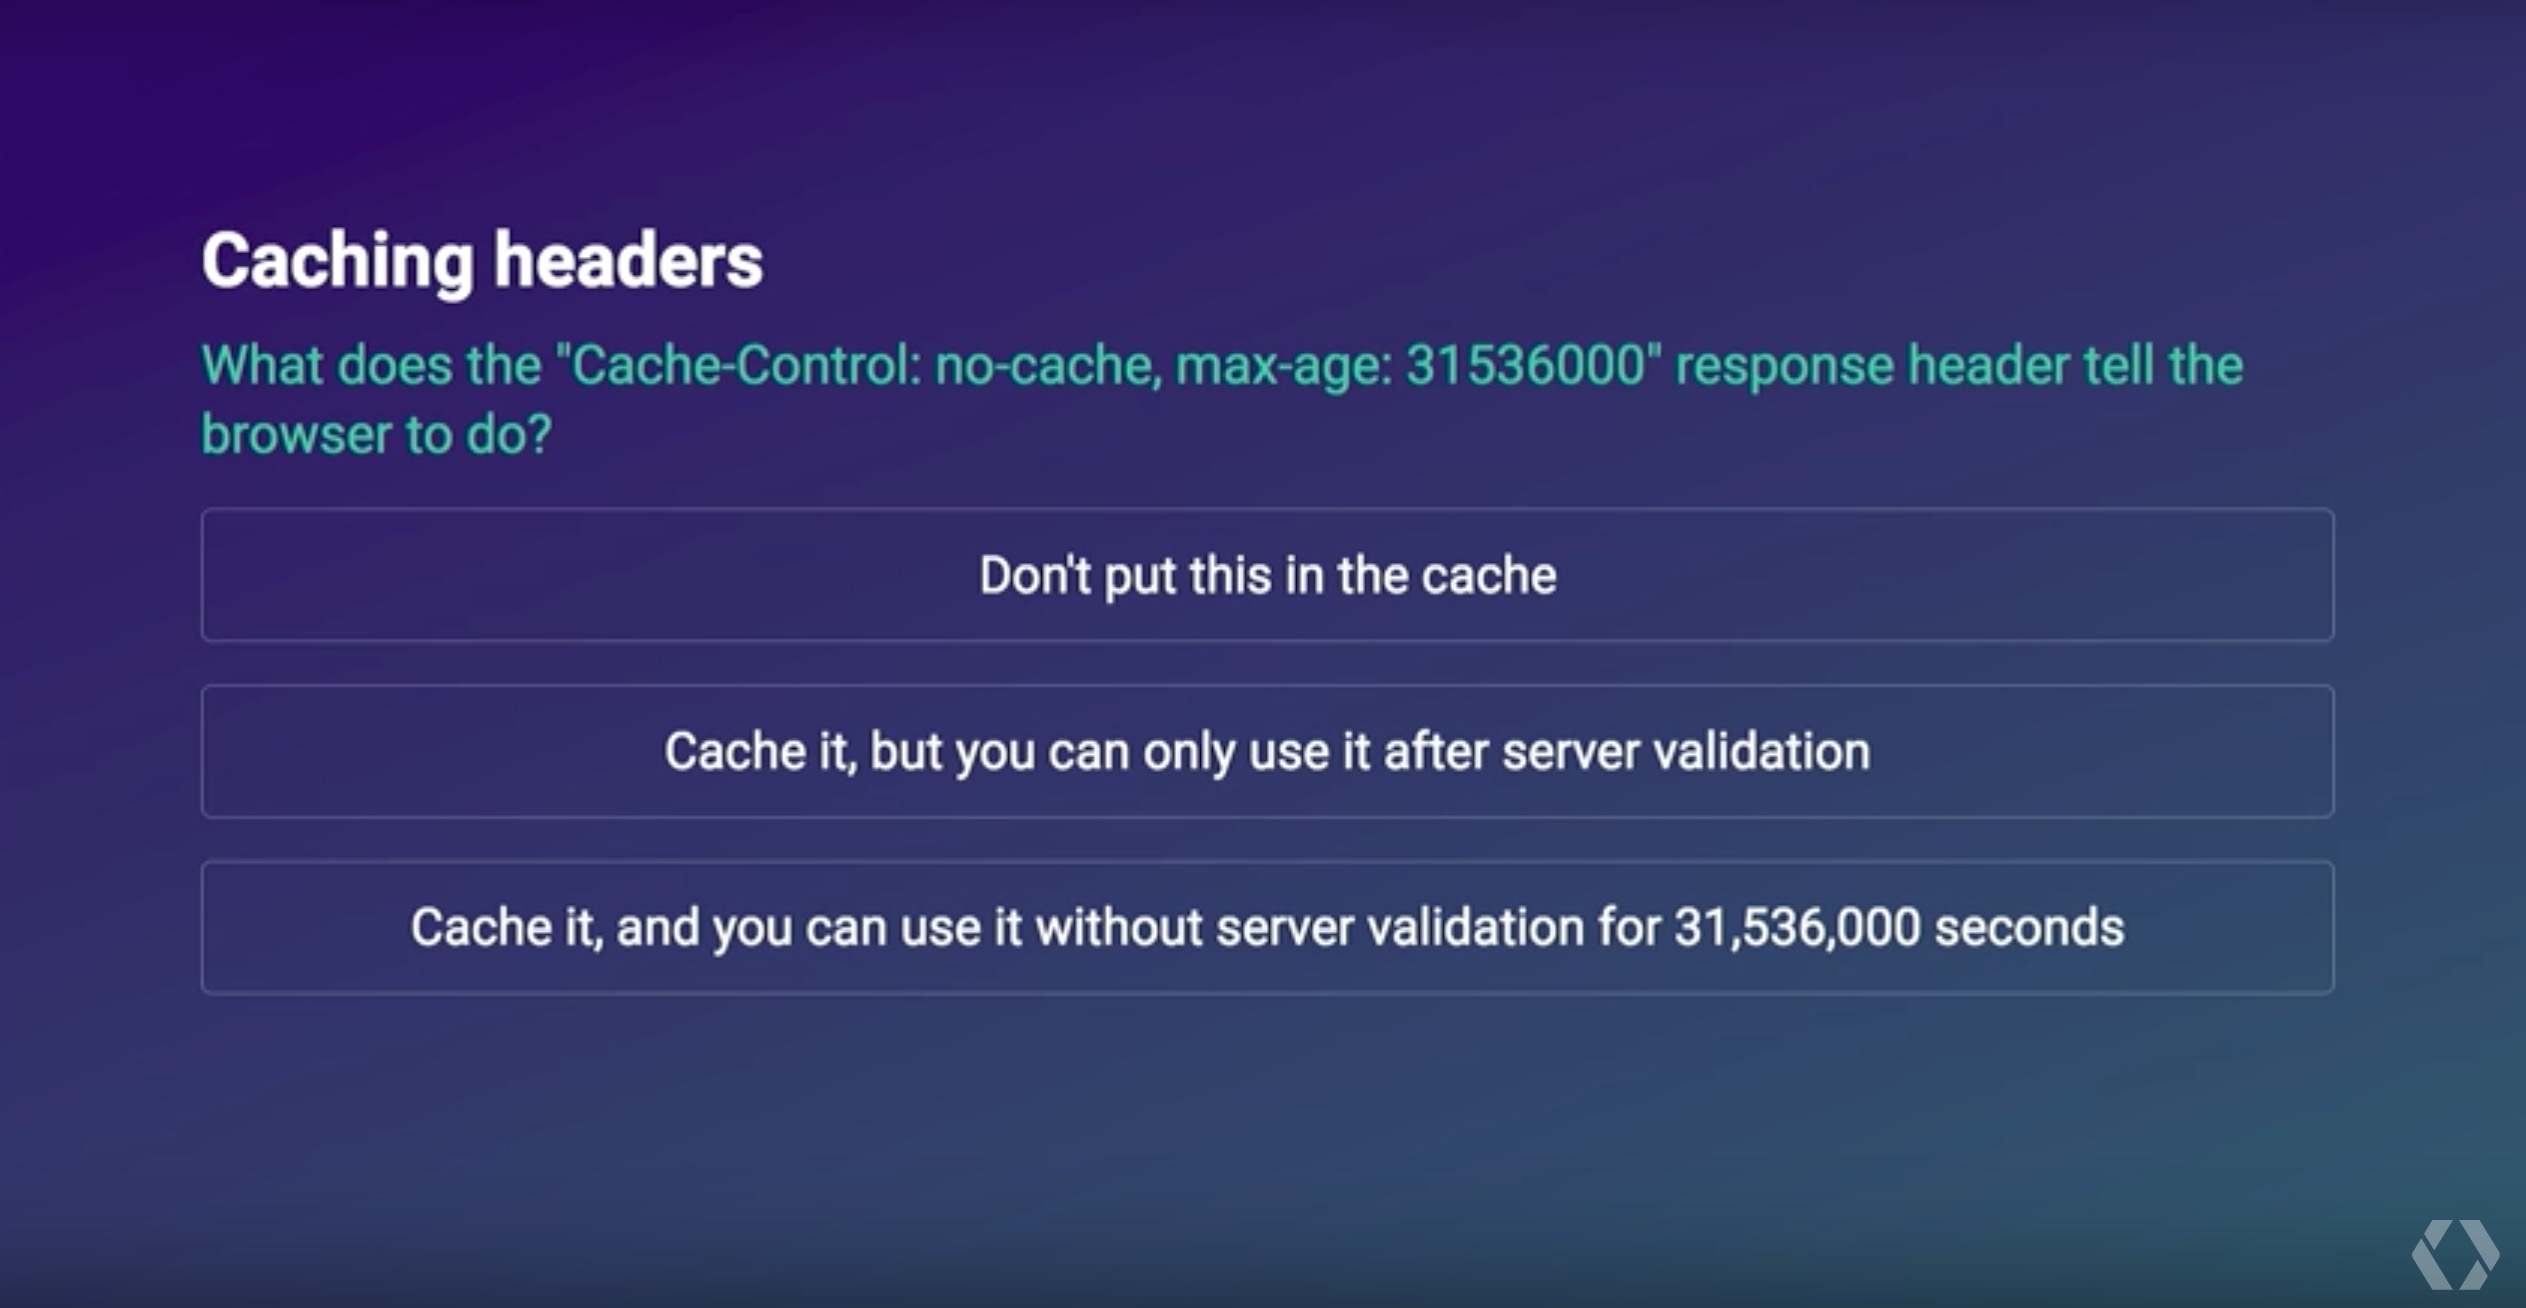 Caching headers
What does the "Cache-Control: no-cache, max-age: 31536000" response header tell the
browser to do?
Don't put this in the cache
Cache it, but you can only use it after server validation
Cache it, and you can use it without server validation for 31,536,000 seconds